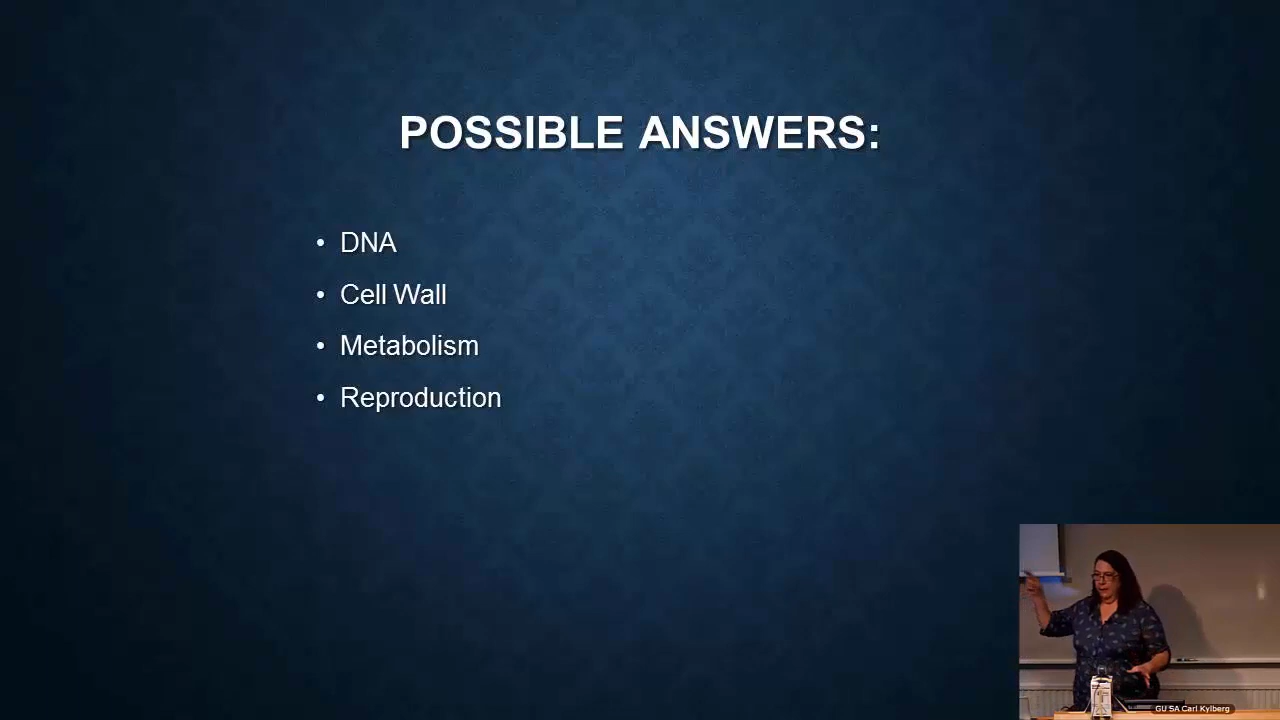 POSSIBLE ANSWERS:
• DNA
• Cell Wall
• Metabolism
• Reproduction
GU SA Carl Kylberg